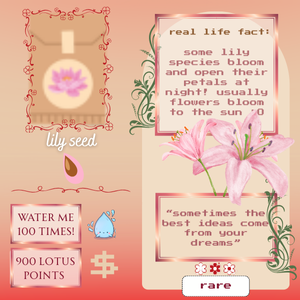 real life fact:
some lily
species bloom
and open their
petals at
night! usually
flowers bloom
to the sun :O
lily seed
WATER ME
100 TIMES!
900 LOTUS
POINTS
$
"sometimes the
best ideas come
from your
dreams"
rare